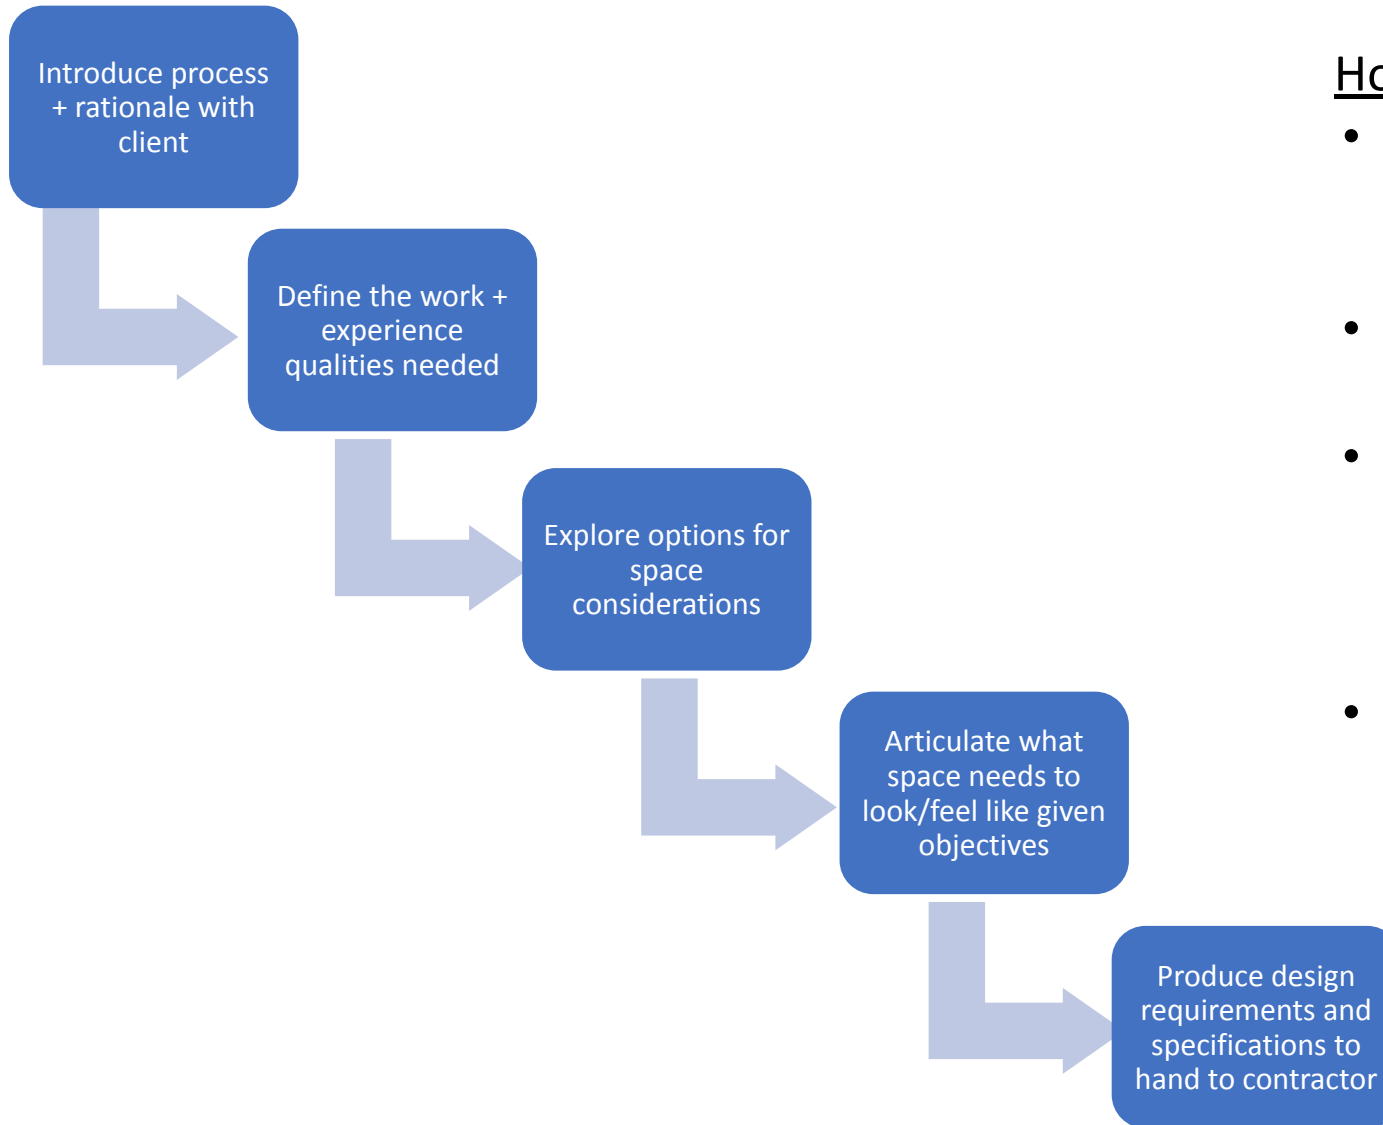 Introduce process
+ rationale with
client
Define the work +
experience
qualities needed
Explore options for
space
considerations
Articulate what
space needs to
look/feel like given
objectives
Produce design
requirements and
specifications to
hand to contractor